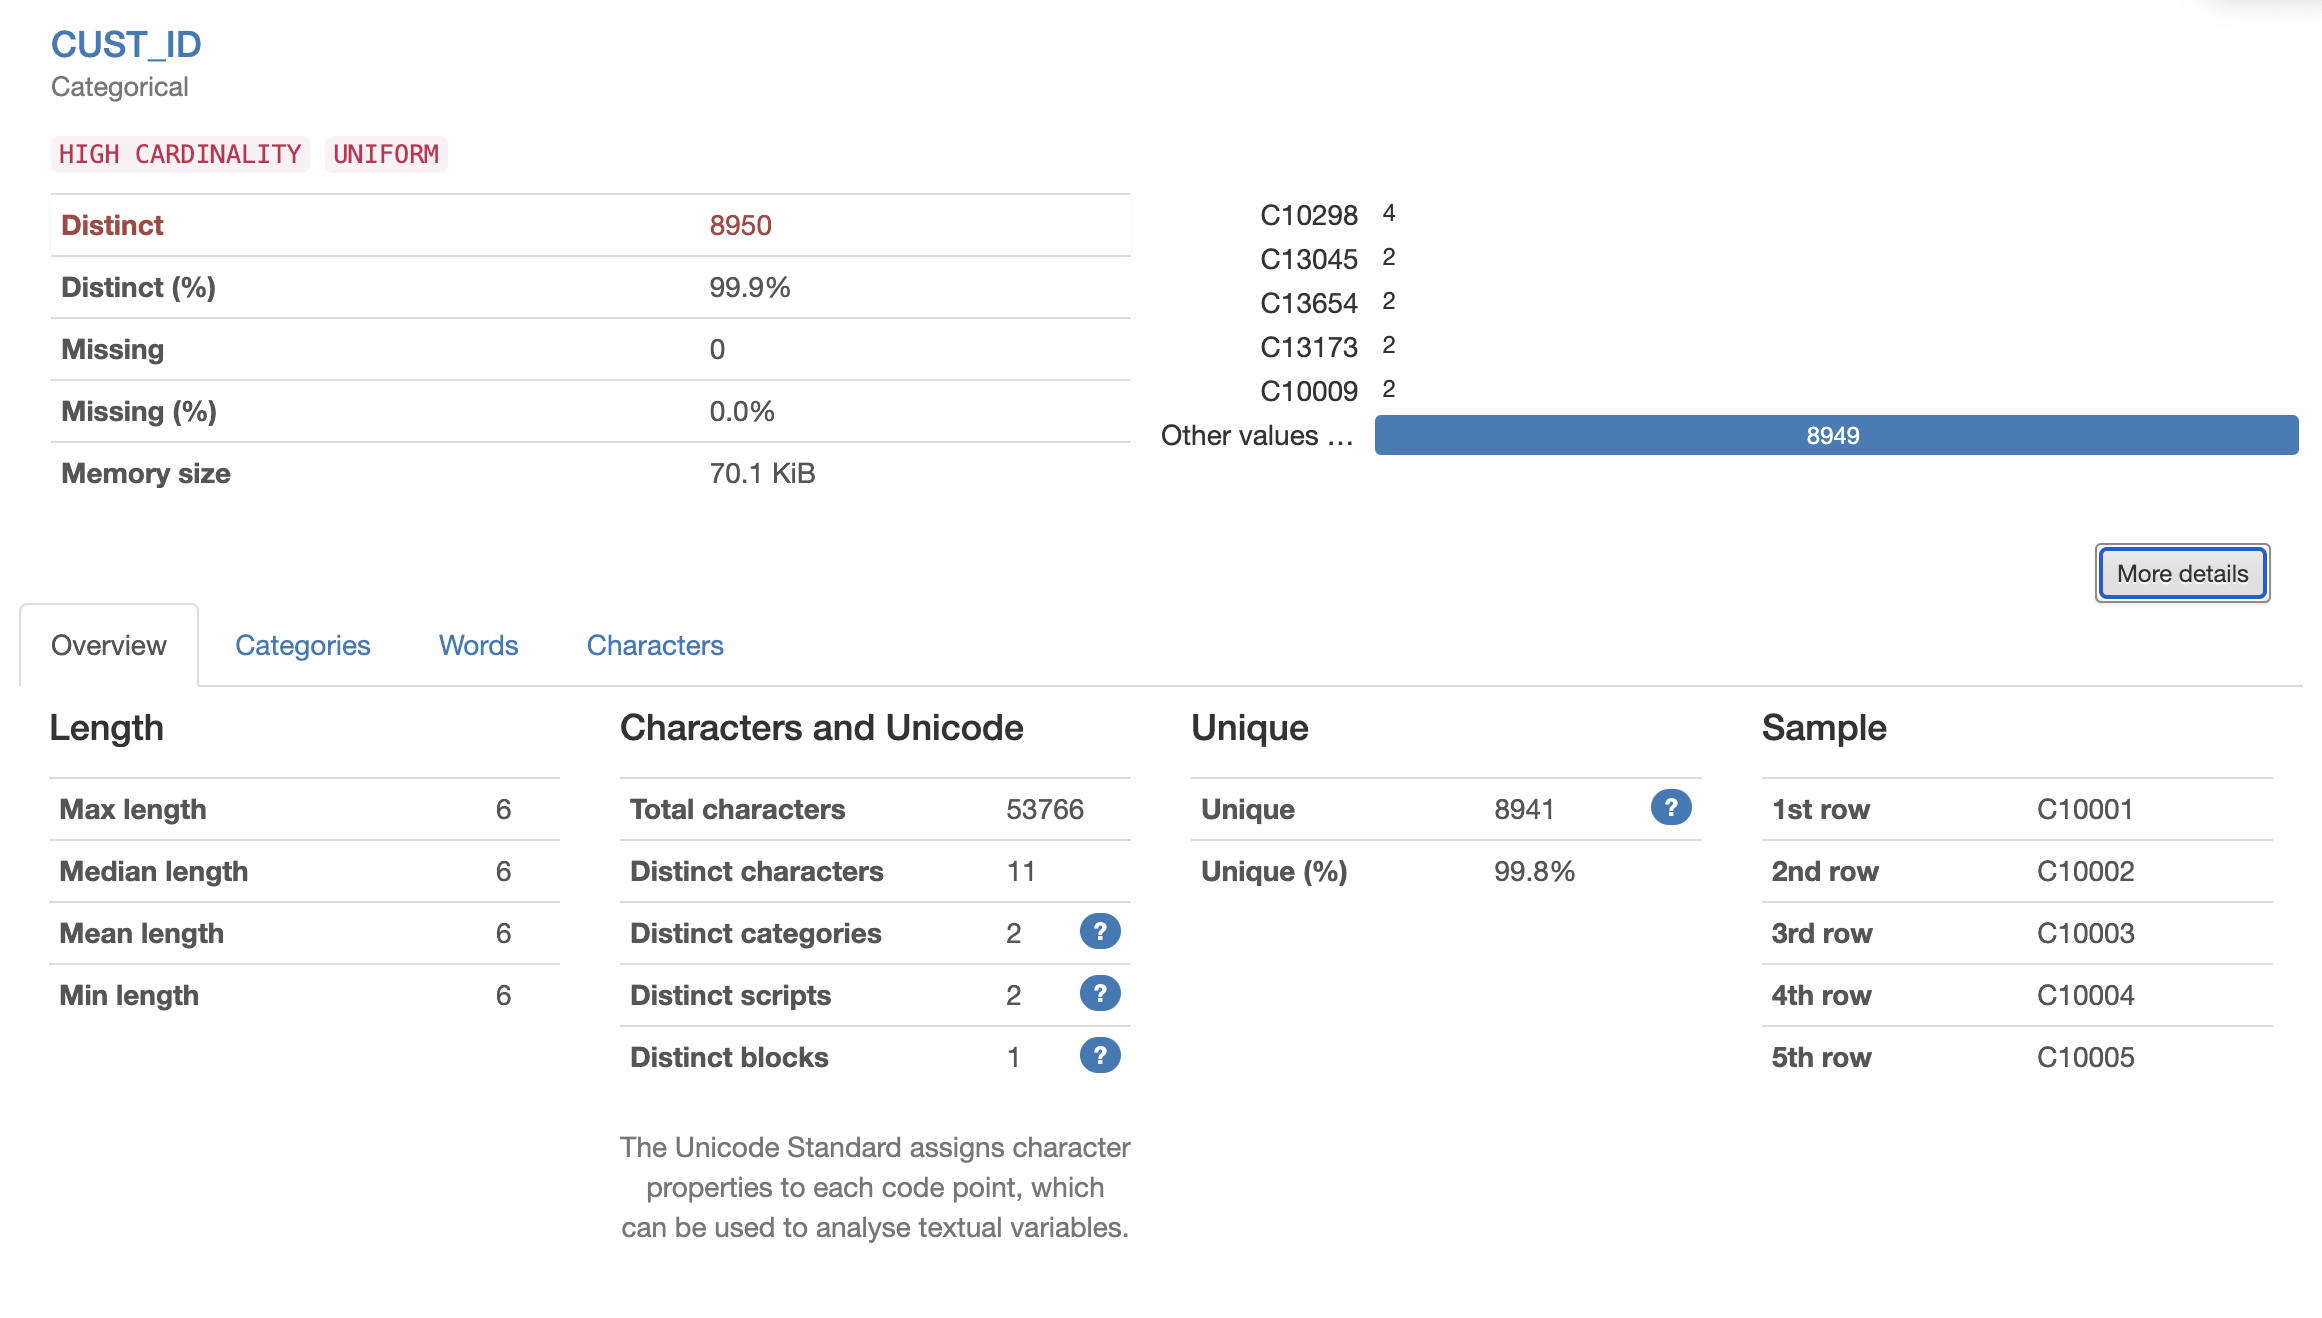 CUST_ID
Categorical
HIGH CARDINALITY UNIFORM
Distinct 8950
Distinct (%) 99.9%
Missing 0
Missing (%) 0.0%
Memory size 70.1 KiB
C10298 4
C13045 2
C13654 2
C13173 2
C10009 2
Other values … 8949
More details
Overview Categories Words Characters
Length
Max length 6
Median length 6
Mean length 6
Min length 6
Characters and Unicode
Total characters 53766
Distinct characters 11
Distinct categories 2 ?
Distinct scripts 2 ?
Distinct blocks 1 ?
The Unicode Standard assigns character
properties to each code point, which
can be used to analyse textual variables.
Unique
Unique 8941 ?
Unique (%) 99.8%
Sample
1st row C10001
2nd row C10002
3rd row C10003
4th row C10004
5th row C10005